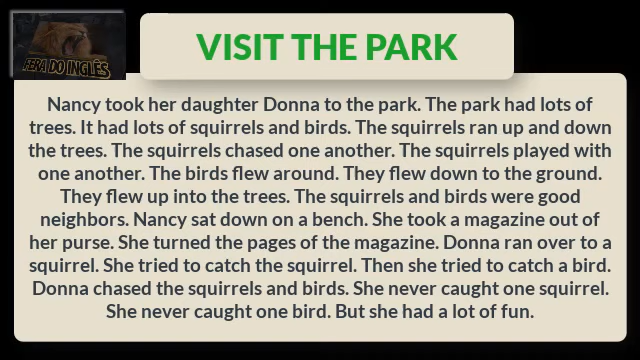 FERA DO INGLÊS
VISIT THE PARK
Nancy took her daughter Donna to the park. The park had lots of
trees. It had lots of squirrels and birds. The squirrels ran up and down
the trees. The squirrels chased one another. The squirrels played with
one another. The birds flew around. They flew down to the ground.
They flew up into the trees. The squirrels and birds were good
neighbors. Nancy sat down on a bench. She took a magazine out of
her purse. She turned the pages of the magazine. Donna ran over to a
squirrel. She tried to catch the squirrel. Then she tried to catch a bird.
Donna chased the squirrels and birds. She never caught one squirrel.
She never caught one bird. But she had a lot of fun.